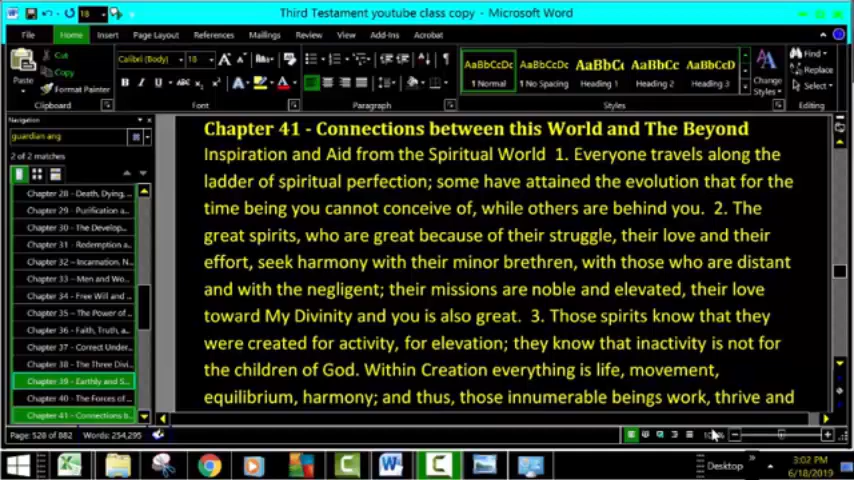 Third Testament youtube class copy - Microsoft Word
18
File Home Insert Page Layout References Mailings Review View Add-Ins Acrobat
Paste
Cut
Copy
Format Painter
Clipboard
Calibri (Body) 18
Font
Paragraph
AaBbCcDc AaBbCcDc AaBbCc AaBbCc AaBbCcD
1 Normal 1 No Spacing Heading 1 Heading 2 Heading 3
Styles
Change
Styles
Find
Replace
Select
Editing
Navigation
guardian ang
2 of 2 matches
Chapter 28 - Death, Dying,...
Chapter 29 - Purification a...
Chapter 30 - The Develop...
Chapter 31 - Redemption a...
Chapter 32 - Incarnation, N...
Chapter 33 - Men and Wo...
Chapter 34 - Free Will and ...
Chapter 35 - The Power of ...
Chapter 36 - Faith, Truth, a...
Chapter 37 - Correct Under...
Chapter 38 - The Three Divi...
Chapter 39 - Earthly and S...
Chapter 40 - The Forces of ...
Chapter 41 - Connections b...
Chapter 41 - Connections between this World and The Beyond
Inspiration and Aid from the Spiritual World 1. Everyone travels along the
ladder of spiritual perfection; some have attained the evolution that for the
time being you cannot conceive of, while others are behind you. 2. The
great spirits, who are great because of their struggle, their love and their
effort, seek harmony with their minor brethren, with those who are distant
and with the negligent; their missions are noble and elevated, their love
toward My Divinity and you is also great. 3. Those spirits know that they
were created for activity, for elevation; they know that inactivity is not for
the children of God. Within Creation everything is life, movement,
equilibrium, harmony; and thus, those innumerable beings work, thrive and
Page: 528 of 882 Words: 254,295
Desktop
3:02 PM
6/18/2019